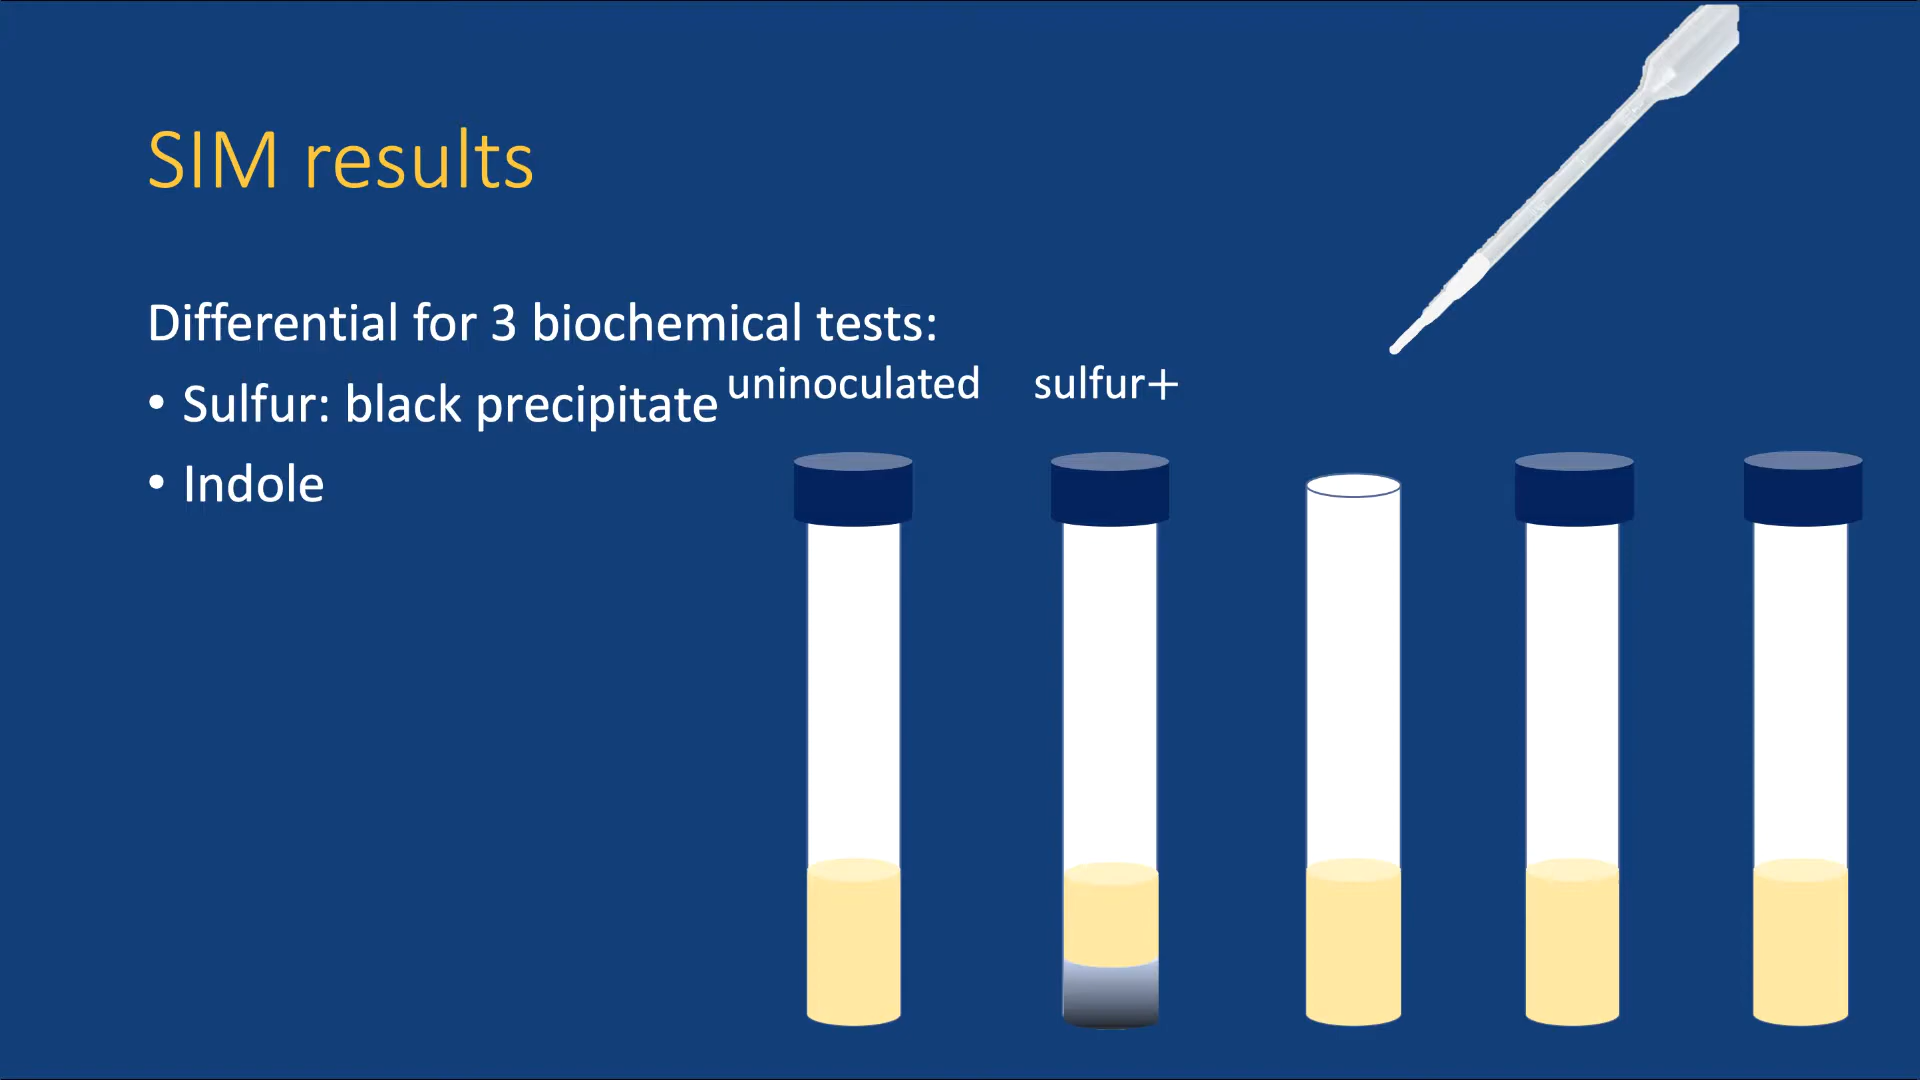 SIM results
Differential for 3 biochemical tests:
• Sulfur: black precipitate
• Indole
uninoculated
sulfur+